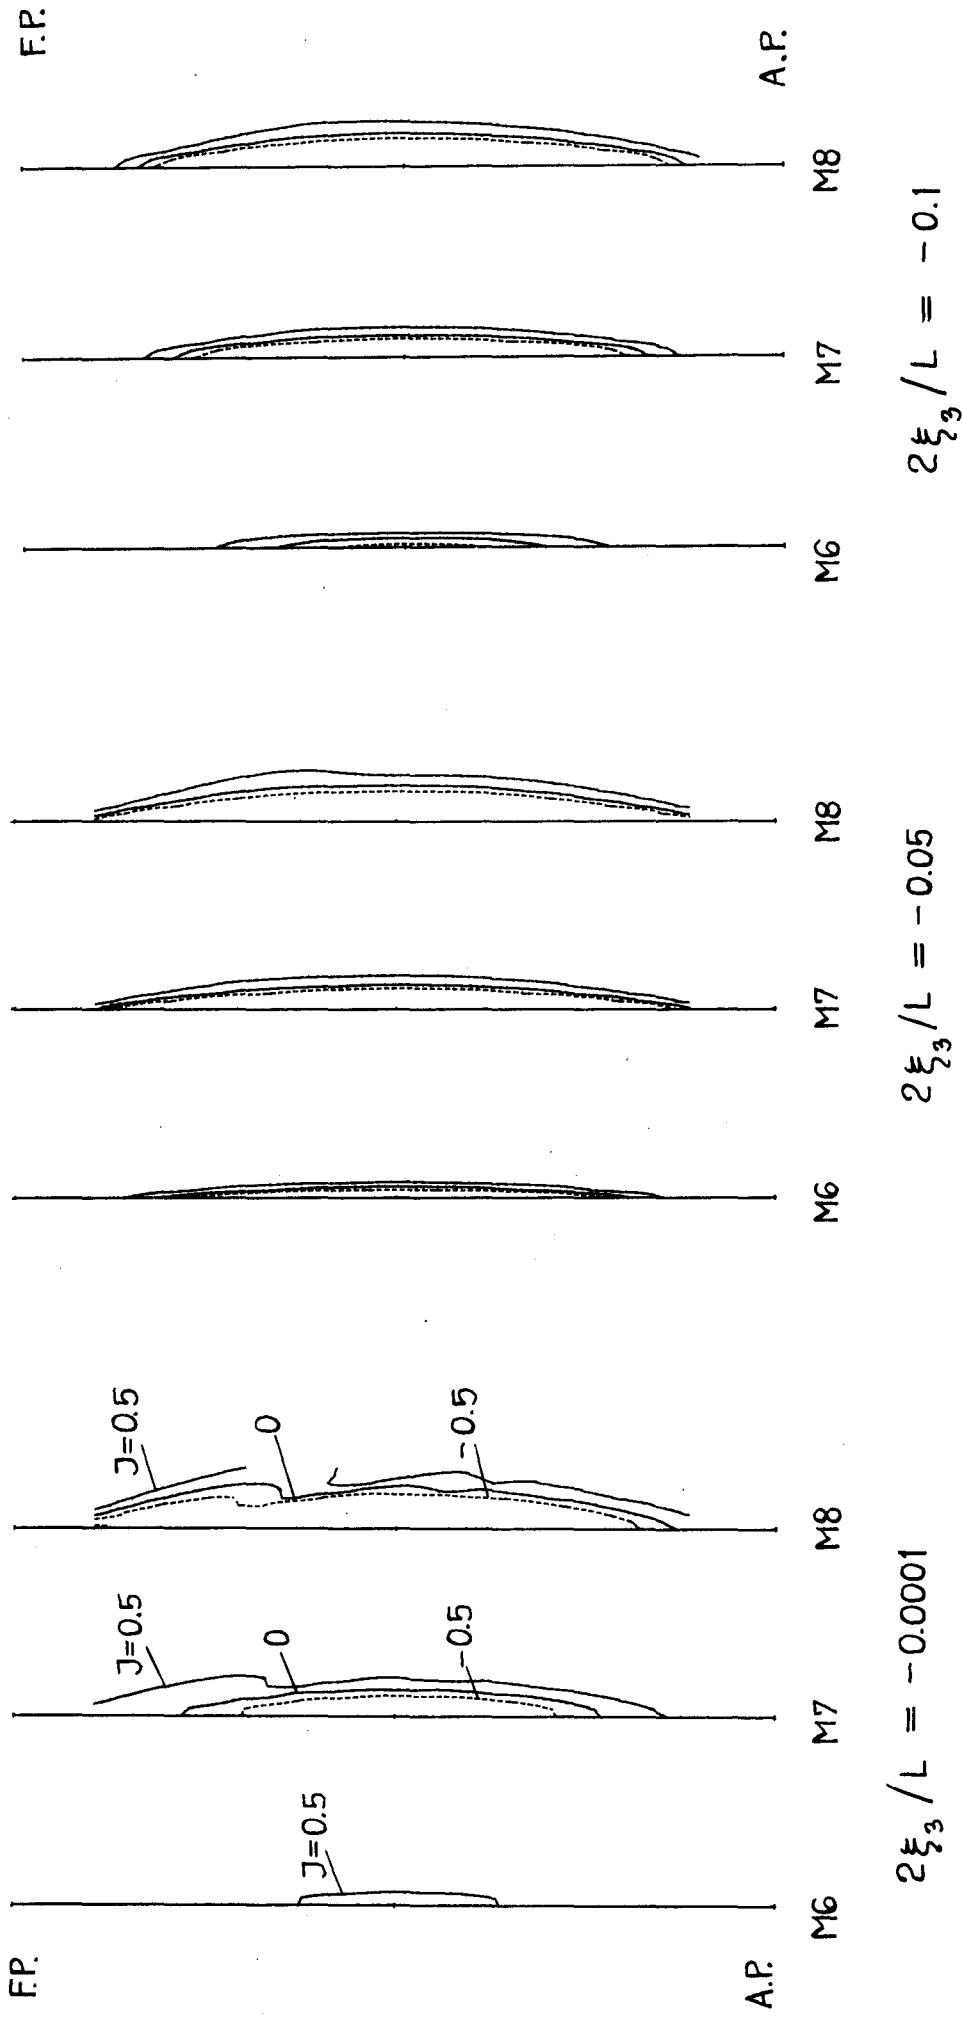 F.P.
F.P.
J=0.5
J=0.5
0
0
J=0.5
-0.5
-0.5
A.P.
A.P.
M6 M7 M8
M6 M7 M8
M6 M7 M8
2ξ₃/L = -0.0001
2ξ₃/L = -0.05
2ξ₃/L = -0.1